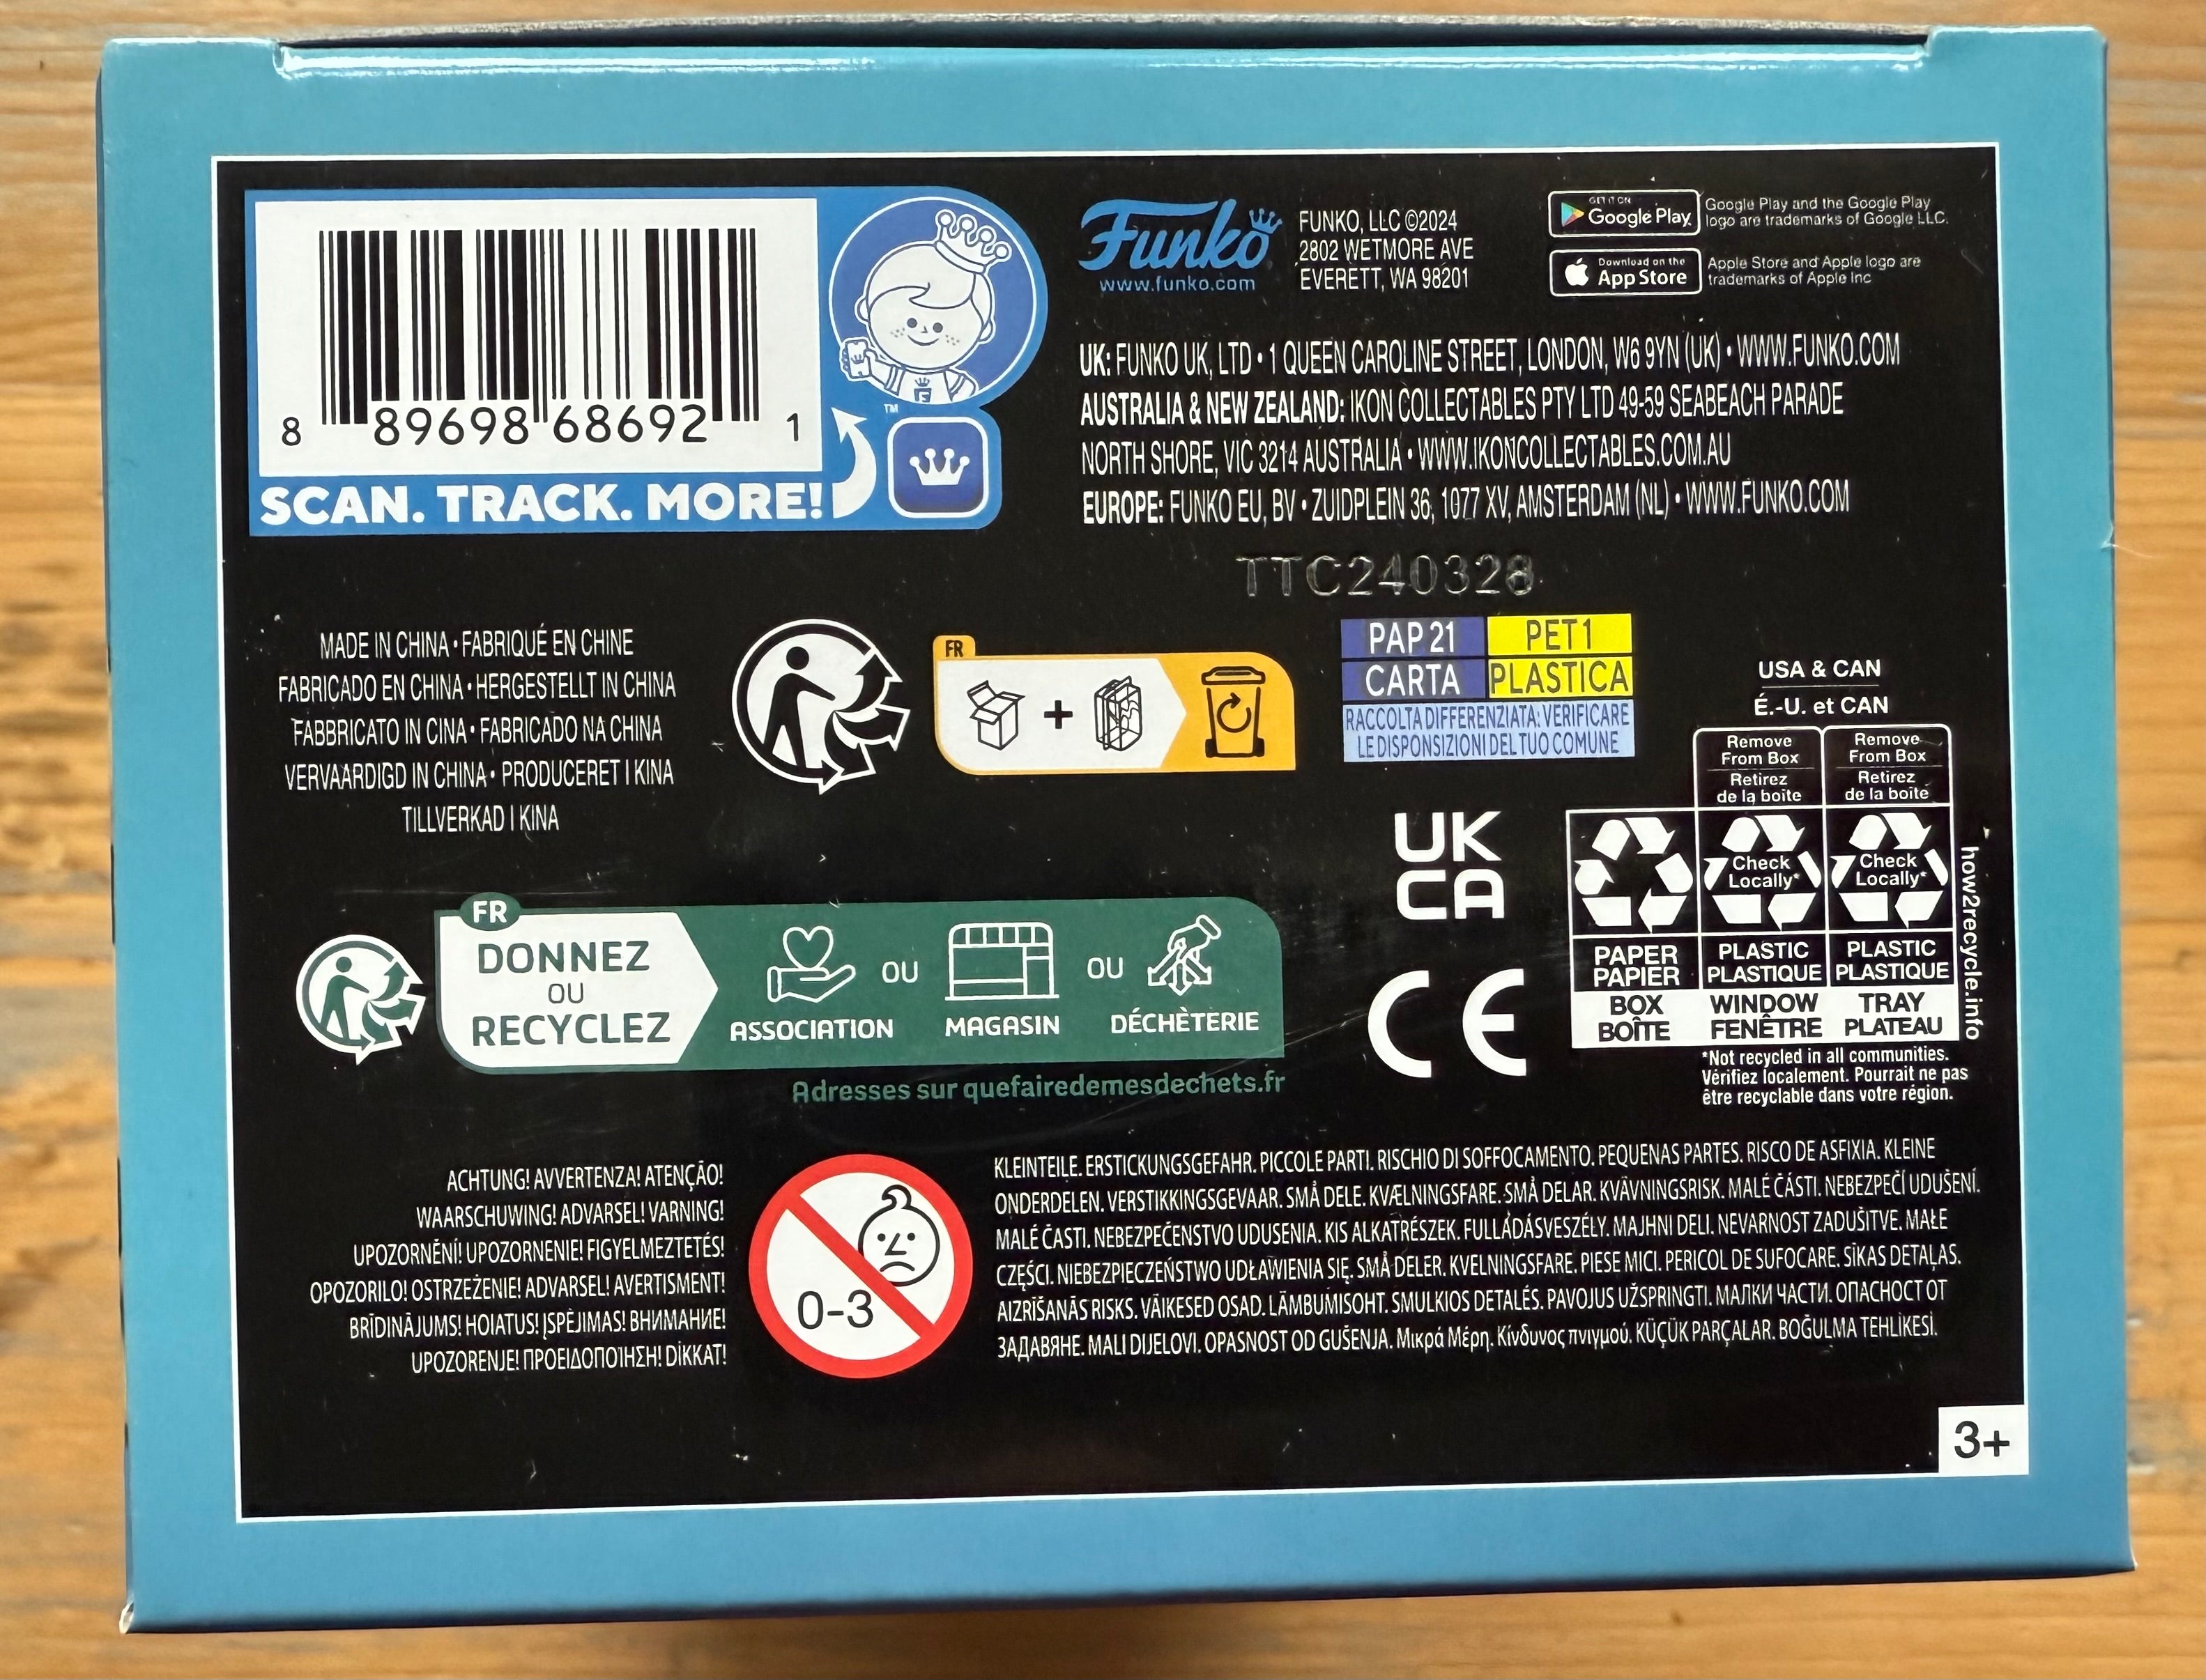 8 89698 68692 1
SCAN. TRACK. MORE!
TM
F
Funko
www.funko.com
FUNKO, LLC ©2024
2802 WETMORE AVE
EVERETT, WA 98201
GET IT ON
Google Play
Google Play and the Google Play
logo are trademarks of Google LLC.
Download on the
App Store
Apple Store and Apple logo are
trademarks of Apple Inc
UK: FUNKO UK, LTD • 1 QUEEN CAROLINE STREET, LONDON, W6 9YN (UK) • WWW.FUNKO.COM
AUSTRALIA & NEW ZEALAND: IKON COLLECTABLES PTY LTD 49-59 SEABEACH PARADE
NORTH SHORE, VIC 3214 AUSTRALIA • WWW.IKONCOLLECTABLES.COM.AU
EUROPE: FUNKO EU, BV • ZUIDPLEIN 36, 1077 XV, AMSTERDAM (NL) • WWW.FUNKO.COM
TTC240328
MADE IN CHINA • FABRIQUÉ EN CHINE
FABRICADO EN CHINA • HERGESTELLT IN CHINA
FABBRICATO IN CINA • FABRICADO NA CHINA
VERVAARDIGD IN CHINA • PRODUCERET I KINA
TILLVERKAD I KINA
FR
+
PAP 21 PET 1
CARTA PLASTICA
RACCOLTA DIFFERENZIATA: VERIFICARE
LE DISPONSIZIONI DEL TUO COMUNE
USA & CAN
É.-U. et CAN
Remove
From Box
Retirez
de la boîte
Remove
From Box
Retirez
de la boîte
Check
Locally*
Check
Locally*
PAPER
PAPIER
PLASTIC
PLASTIQUE
PLASTIC
PLASTIQUE
BOX
BOÎTE
WINDOW
FENÊTRE
TRAY
PLATEAU
how2recycle.info
*Not recycled in all communities.
Vérifiez localement. Pourrait ne pas
être recyclable dans votre région.
UK
CA
CE
FR
DONNEZ
OU
RECYCLEZ
ASSOCIATION
OU
MAGASIN
OU
DÉCHÈTERIE
Adresses sur quefairedemesdechets.fr
ACHTUNG! AVVERTENZA! ATENÇÃO!
WAARSCHUWING! ADVARSEL! VARNING!
UPOZORNĚNÍ! UPOZORNENIE! FIGYELMEZTETÉS!
OPOZORILO! OSTRZEŻENIE! ADVARSEL! AVERTISMENT!
BRĪDINĀJUMS! HOIATUS! ĮSPĖJIMAS! ВНИМАНИЕ!
UPOZORENJE! ΠΡΟΕΙΔΟΠΟΊΗΣΗ! DİKKAT!
0-3
KLEINTEILE. ERSTICKUNGSGEFAHR. PICCOLE PARTI. RISCHIO DI SOFFOCAMENTO. PEQUENAS PARTES. RISCO DE ASFIXIA. KLEINE
ONDERDELEN. VERSTIKKINGSGEVAAR. SMÅ DELE. KVÆLNINGSFARE. SMÅ DELAR. KVÄVNINGSRISK. MALÉ ČÁSTI. NEBEZPEČÍ UDUŠENÍ.
MALÉ ČASTI. NEBEZPEČENSTVO UDUSENIA. KIS ALKATRÉSZEK. FULLADÁSVESZÉLY. MAJHNI DELI. NEVARNOST ZADUŠITVE. MAŁE
CZĘŚCI. NIEBEZPIECZEŃSTWO UDŁAWIENIA SIĘ. SMÅ DELER. KVELNINGSFARE. PIESE MICI. PERICOL DE SUFOCARE. SĪKAS DETAĻAS.
AIZRĪŠANĀS RISKS. VÄIKESED OSAD. LÄMBUMISOHT. SMULKIOS DETALĖS. PAVOJUS UŽSPRINGTI. МАЛКИ ЧАСТИ. ОПАСНОСТ ОТ
ЗАДАВЯНЕ. MALI DIJELOVI. OPASNOST OD GUŠENJA. Μικρά Μέρη. Κίνδυνος πνιγμού. KÜÇÜK PARÇALAR. BOĞULMA TEHLİKESİ.
3+